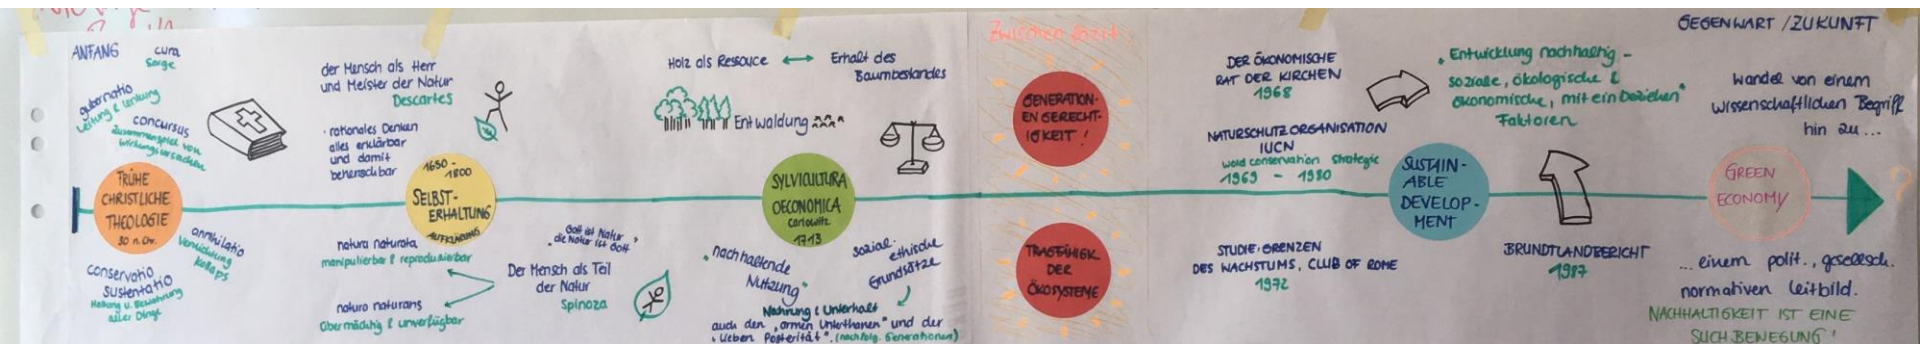 ANFANG
cura
Sorge
gubernatio
Leitung & Lenkung
concursus
Zusammenspiel von
Wirkungsursachen
FRÜHE
CHRISTLICHE
THEOLOGIE
30 n. Chr.
annihilatio
Vernichtung
Kollaps
conservatio
sustentatio
Haltung u. Bewahrung
aller Dinge
der Mensch als Herr
und Meister der Natur
Descartes
· rationales Denken
alles erklärbar
und damit
beherrschbar
1650 -
1800
SELBST-
ERHALTUNG
AUFKLÄRUNG
natura naturata
manipulierbar & reproduzierbar
natura naturans
Übermächtig & unverfügbar
"Gott ist Natur,
die Natur ist Gott"
Der Mensch als Teil
der Natur
Spinoza
Holz als Ressouce ↔ Erhalt des
Baumbestandes
Entwaldung
SYLVICULTURA
OECONOMICA
Carlowitz
1713
"nachhaltende
Nutzung"
sozial-ethische
Grundsätze
Nahrung & Unterhalt
auch den "armen Unterthanen" und der
"lieben Posterität". (nachfolg. Generationen)
Zwischenfazit
GENERATION-
EN GERECHT-
IGKEIT!
TRAGFÄHIGK.
DER
ÖKOSYSTEME
DER ÖKONOMISCHE
RAT DER KIRCHEN
1968
NATURSCHUTZORGANISATION
IUCN
world conservation strategie
1969 - 1980
STUDIE: GRENZEN
DES WACHSTUMS, CLUB OF ROME
1972
"Entwicklung nachhaltig -
soziale, ökologische &
ökonomische, mit einbeziehen"
Faktoren
SUSTAIN-
ABLE
DEVELOP-
MENT
BRUNDTLANDBERICHT
1987
GEGENWART / ZUKUNFT
Wandel von einem
wissenschaftlichen Begriff
hin zu ...
GREEN
ECONOMY
?
... einem polit., gesellsch.
normativen Leitbild.
NACHHALTIGKEIT IST EINE
SUCHBEWEGUNG!